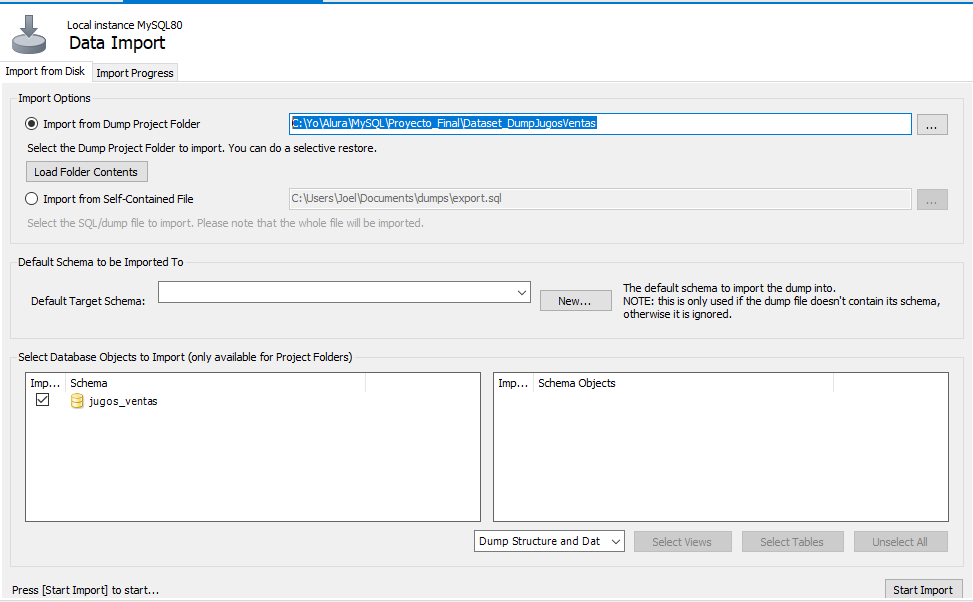 Local instance MySQL80
Data Import
Import from Disk Import Progress
Import Options
Import from Dump Project Folder C:\Yo\Alura\MySQL\Proyecto_Final\Dataset_DumpJugosVentas ...
Select the Dump Project Folder to import. You can do a selective restore.
Load Folder Contents
Import from Self-Contained File C:\Users\Joel\Documents\dumps\export.sql ...
Select the SQL/dump file to import. Please note that the whole file will be imported.
Default Schema to be Imported To
Default Target Schema: New... The default schema to import the dump into.
NOTE: this is only used if the dump file doesn't contain its schema,
otherwise it is ignored.
Select Database Objects to Import (only available for Project Folders)
Imp... Schema Imp... Schema Objects
jugos_ventas
Dump Structure and Dat Select Views Select Tables Unselect All
Press [Start Import] to start... Start Import